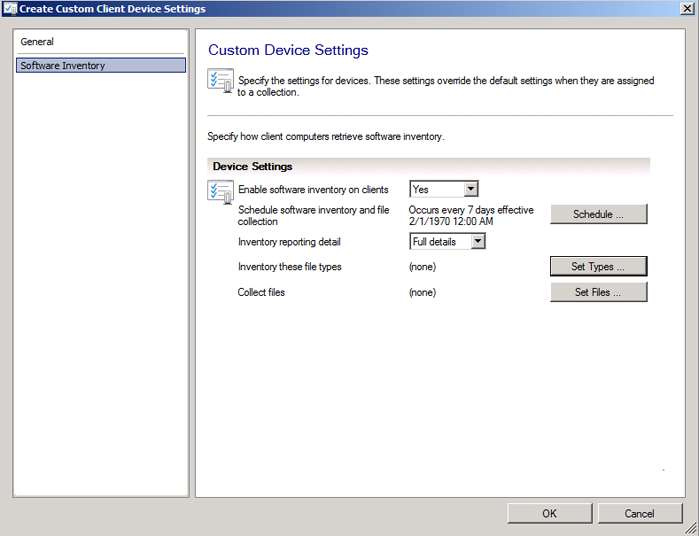 Create Custom Client Device Settings
General
Software Inventory
Custom Device Settings
Specify the settings for devices. These settings override the default settings when they are assigned
to a collection.
Specify how client computers retrieve software inventory.
Device Settings
Enable software inventory on clients
Yes
Schedule software inventory and file
collection
Occurs every 7 days effective
2/1/1970 12:00 AM
Schedule ...
Inventory reporting detail
Full details
Inventory these file types
(none)
Set Types ...
Collect files
(none)
Set Files ...
OK
Cancel